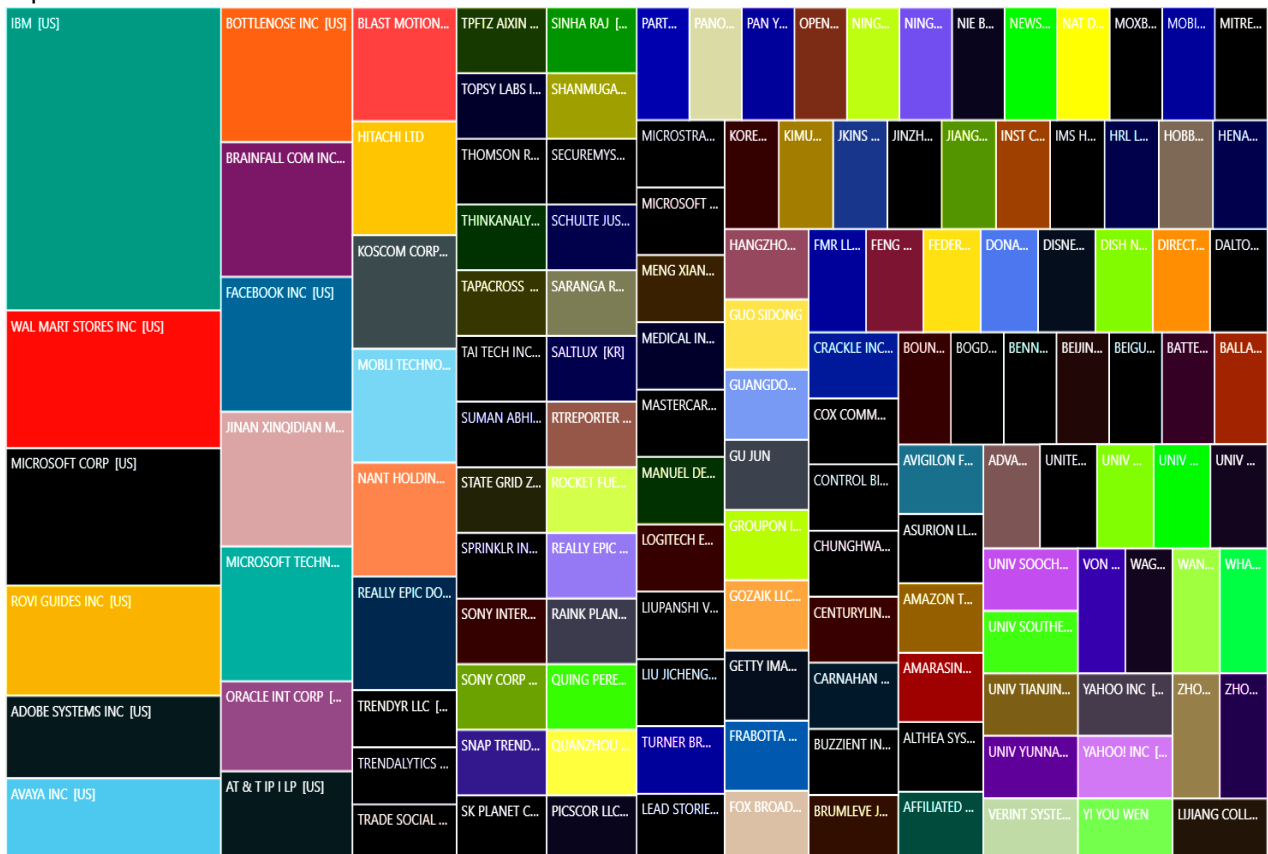 IBM [US]
WAL MART STORES INC [US]
MICROSOFT CORP [US]
ROVI GUIDES INC [US]
ADOBE SYSTEMS INC [US]
AVAYA INC [US]
BOTTLENOSE INC [US]
BRAINFALL COM INC...
FACEBOOK INC [US]
JINAN XINQIDIAN M...
MICROSOFT TECHN...
ORACLE INT CORP [...
AT & T IP I LP [US]
BLAST MOTION...
HITACHI LTD
KOSCOM CORP...
MOBLI TECHNO...
NANT HOLDIN...
REALLY EPIC DO...
TRENDYR LLC [...
TRENDALYTICS ...
TRADE SOCIAL ...
TPFTZ AIXIN ...
TOPSY LABS I...
THOMSON R...
THINKANALY...
TAPACROSS ...
TAI TECH INC...
SUMAN ABHI...
STATE GRID Z...
SPRINKLR IN...
SONY INTER...
SONY CORP ...
SNAP TREND...
SK PLANET C...
SINHA RAJ [...
SHANMUGA...
SECUREMYS...
SCHULTE JUS...
SARANGA R...
SALTLUX [KR]
RTREPORTER ...
ROCKET FUE...
REALLY EPIC ...
RAINK PLAN...
QUING PERE...
QUANZHOU ...
PICSCOR LLC...
PART...
PANO...
PAN Y...
OPEN...
NING...
NING...
NIE B...
NEWS...
NAT D...
MOXB...
MOBI...
MITRE...
MICROSTRA...
MICROSOFT ...
MENG XIAN...
MEDICAL IN...
MASTERCAR...
MANUEL DE...
LOGITECH E...
LIUPANSHI V...
LIU JICHENG...
TURNER BR...
LEAD STORIE...
KORE...
KIMU...
JKINS ...
JINZH...
JIANG...
INST C...
IMS H...
HRL L...
HOBB...
HENA...
HANGZHO...
GUO SIDONG
GUANGDO...
GU JUN
GROUPON I...
GOZAIK LLC...
GETTY IMA...
FRABOTTA ...
FOX BROAD...
FMR LL...
FENG ...
FEDER...
DONA...
DISNE...
DISH N...
DIRECT...
DALTO...
CRACKLE INC...
COX COMM...
CONTROL BI...
CHUNGHWA...
CENTURYLIN...
CARNAHAN ...
BUZZIENT IN...
BRUMLEVE J...
BOUN...
BOGD...
BENN...
BEIJIN...
BEIGU...
BATTE...
BALLA...
AVIGILON F...
ASURION LL...
AMAZON T...
AMARASIN...
ALTHEA SYS...
AFFILIATED ...
ADVA...
UNITE...
UNIV ...
UNIV ...
UNIV ...
UNIV SOOCH...
UNIV SOUTHE...
UNIV TIANJIN...
UNIV YUNNA...
VERINT SYSTE...
VON ...
WAG...
WAN...
WHA...
YAHOO INC [...
YAHOO! INC [...
YI YOU WEN
ZHO...
ZHO...
LIJIANG COLL...